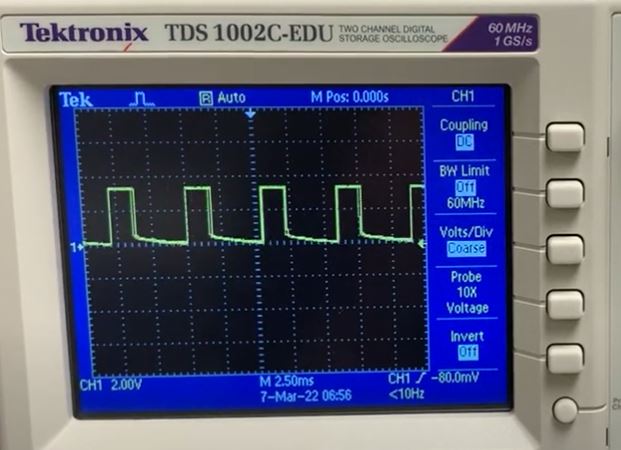 Tektronix TDS 1002C-EDU TWO CHANNEL DIGITAL STORAGE OSCILLOSCOPE 60 MHz 1 GS/s
Tek R Auto M Pos: 0.000s CH1
Coupling
DC
BW Limit
Off
60MHz
Volts/Div
Coarse
1
Probe
10X
Voltage
Invert
Off
CH1 2.00V M 2.50ms CH1 -80.0mV
7-Mar-22 06:56 <10Hz